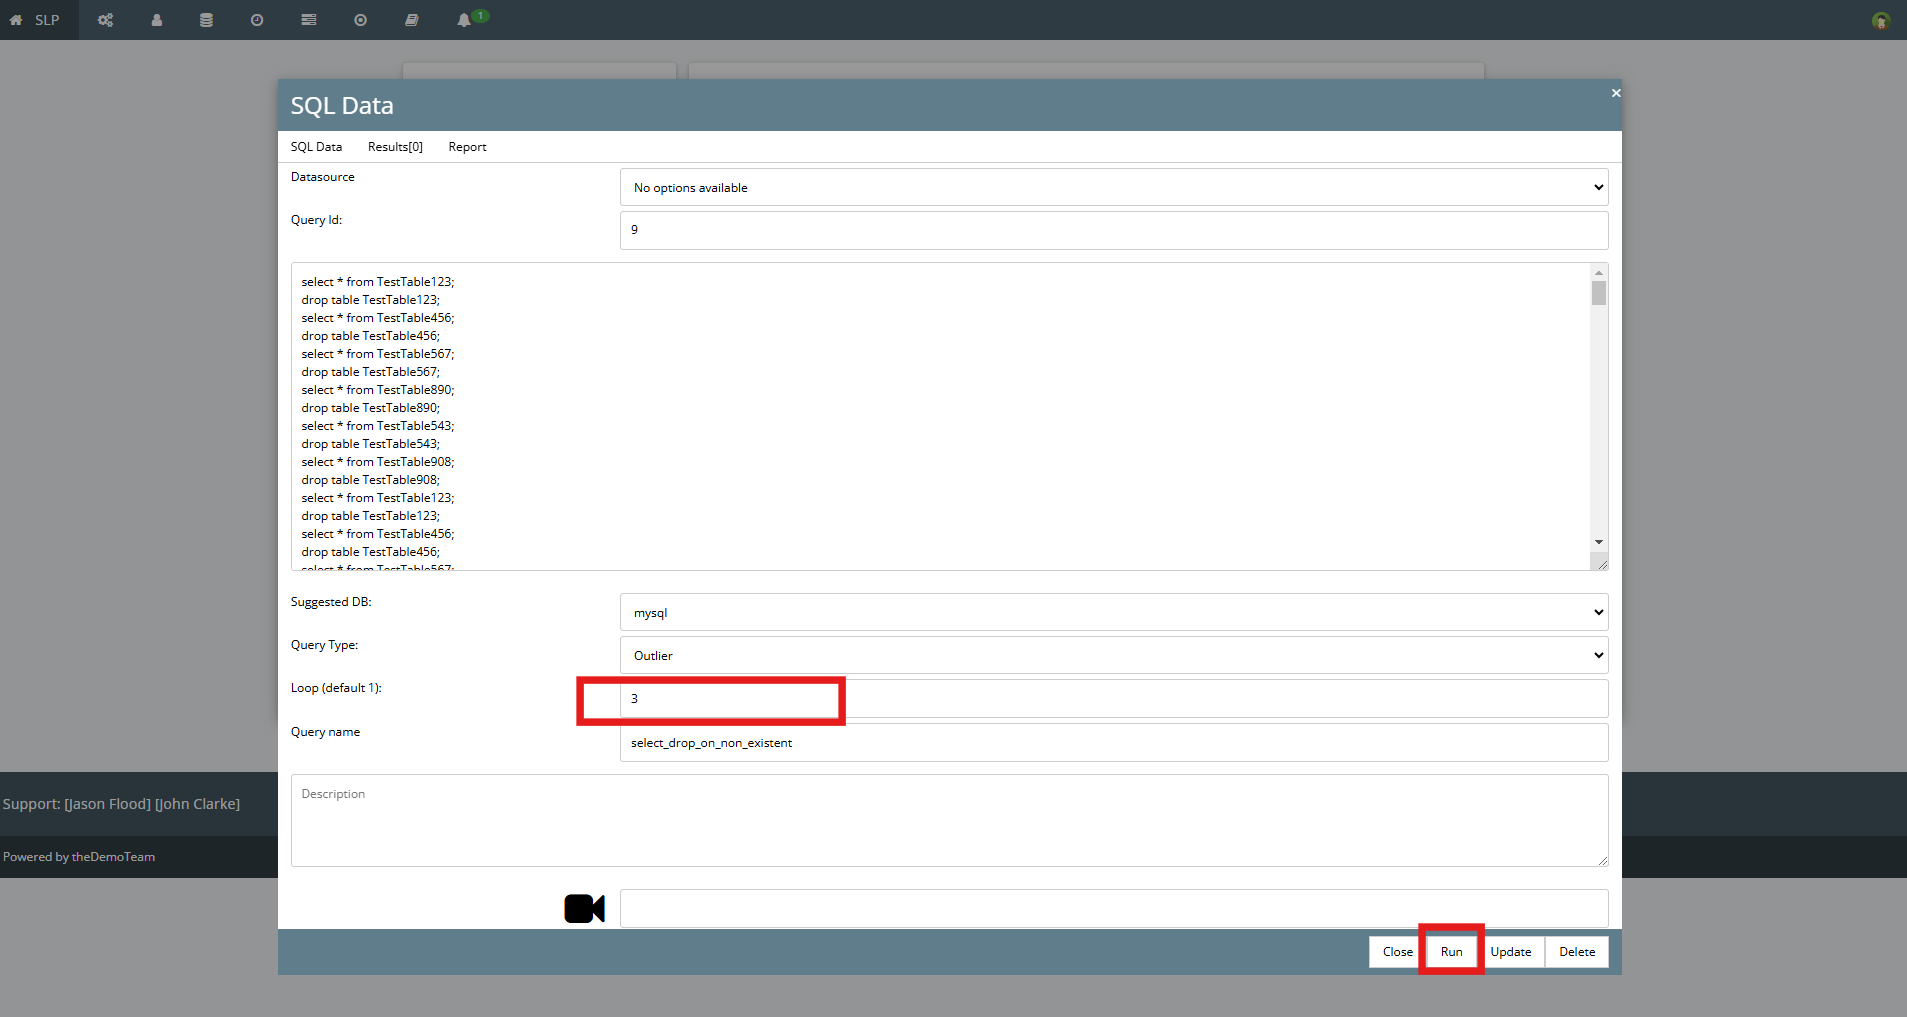 SLP
1
SQL Data
×
SQL Data Results[0] Report
Datasource No options available
Query Id: 9
select * from TestTable123;
drop table TestTable123;
select * from TestTable456;
drop table TestTable456;
select * from TestTable567;
drop table TestTable567;
select * from TestTable890;
drop table TestTable890;
select * from TestTable543;
drop table TestTable543;
select * from TestTable908;
drop table TestTable908;
select * from TestTable123;
drop table TestTable123;
select * from TestTable456;
drop table TestTable456;
select * from TestTable567;
Suggested DB: mysql
Query Type: Outlier
Loop (default 1): 3
Query name select_drop_on_non_existent
Description
Support: [Jason Flood] [John Clarke]
Powered by theDemoTeam
Close Run Update Delete